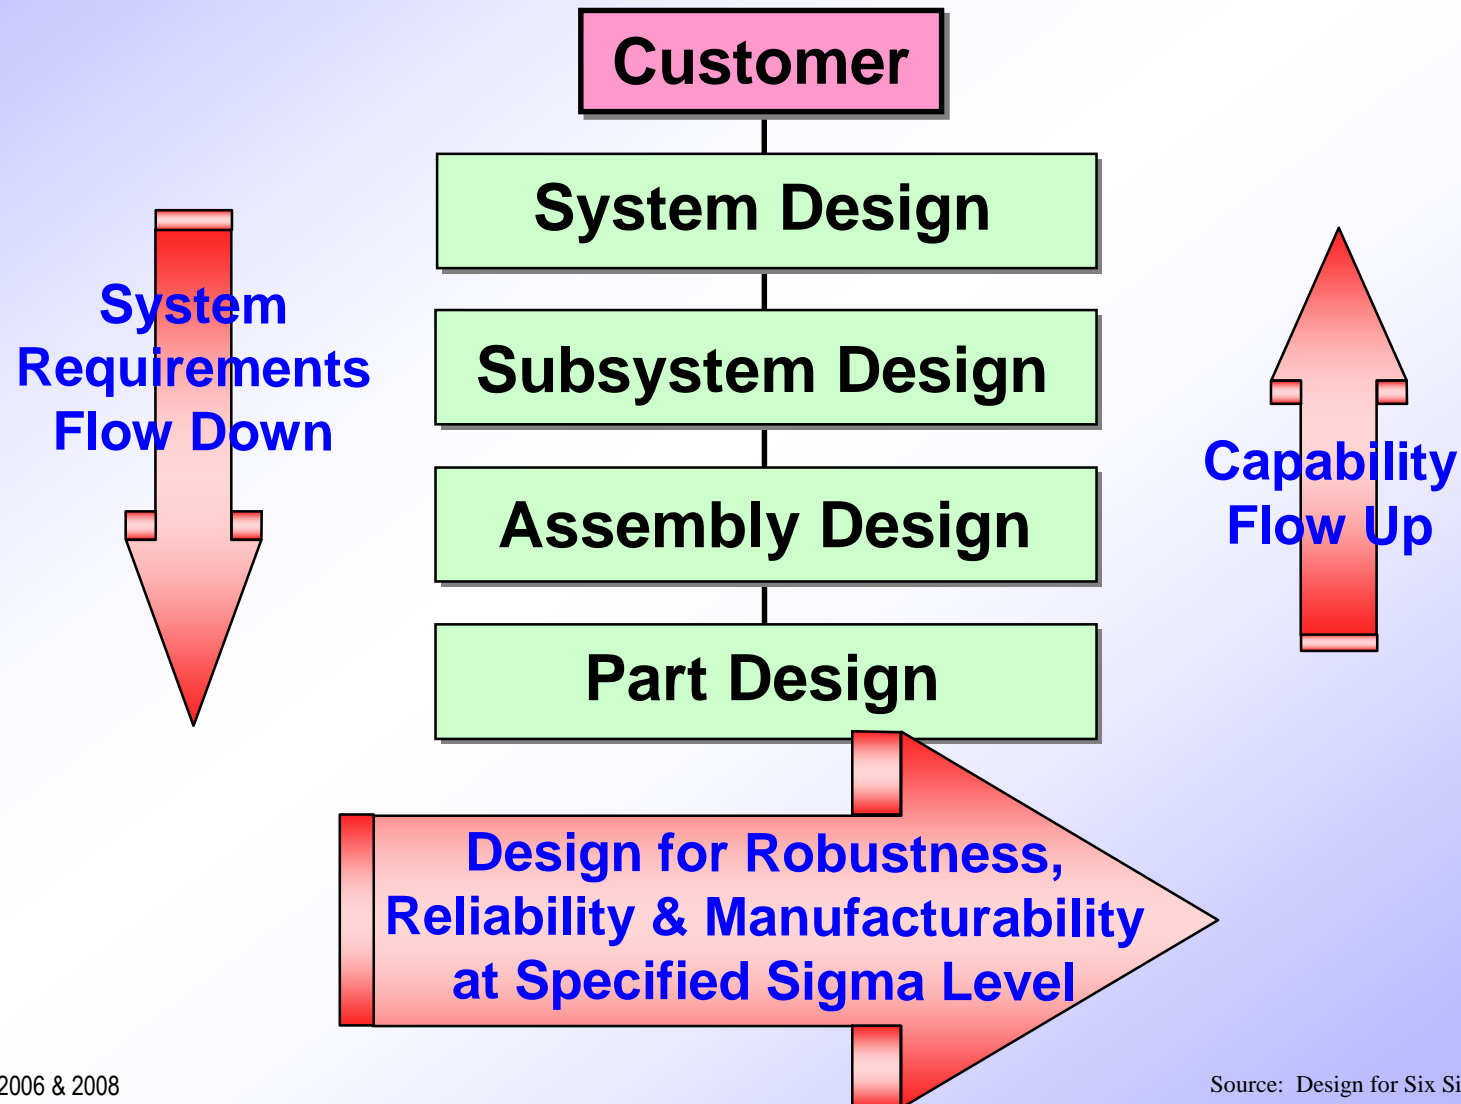 Customer
System Design
System
Requirements
Flow Down
Subsystem Design
Capability
Flow Up
Assembly Design
Part Design
Design for Robustness,
Reliability & Manufacturability
at Specified Sigma Level
2006 & 2008
Source: Design for Six Si